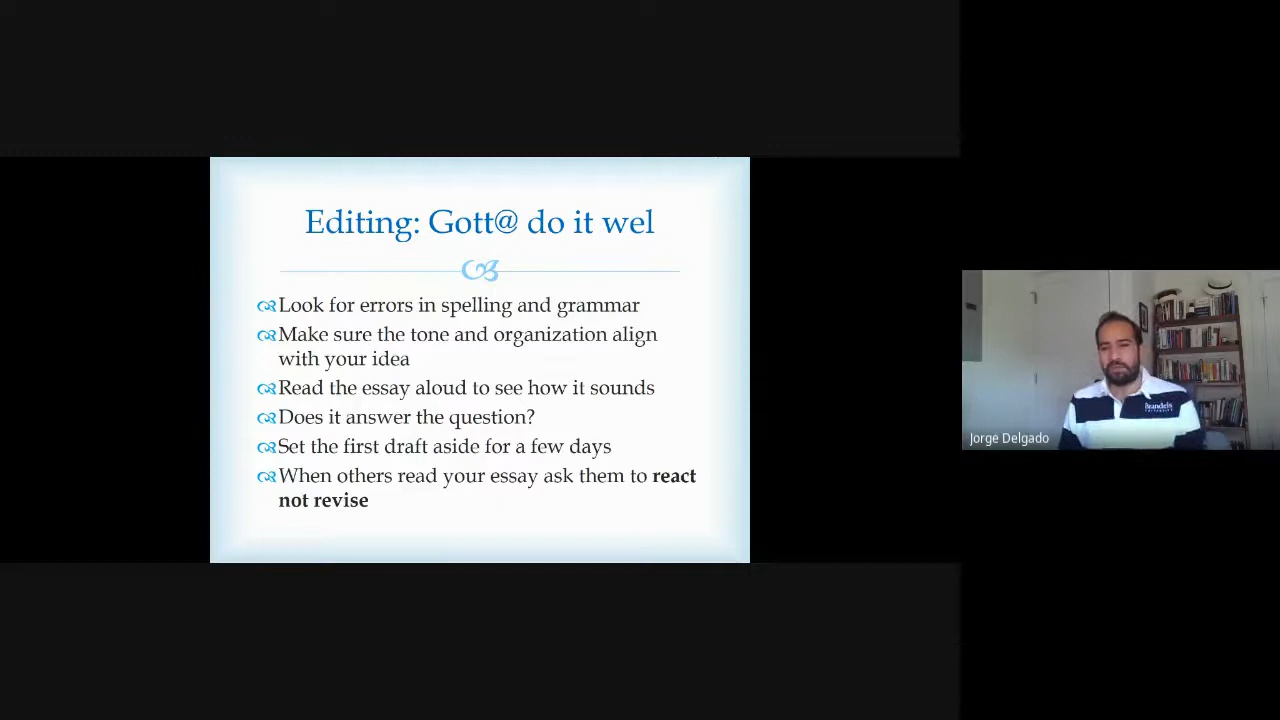 Editing: Gott@ do it wel
Look for errors in spelling and grammar
Make sure the tone and organization align
with your idea
Read the essay aloud to see how it sounds
Does it answer the question?
Set the first draft aside for a few days
When others read your essay ask them to react
not revise
Brandeis
UNIVERSITY
Jorge Delgado